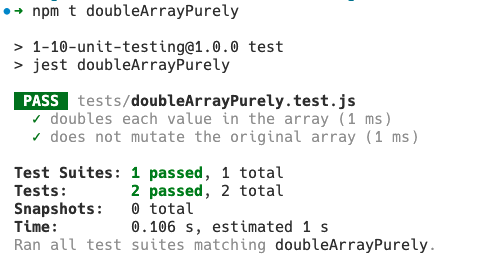 npm t doubleArrayPurely
> 1-10-unit-testing@1.0.0 test
> jest doubleArrayPurely
PASS tests/doubleArrayPurely.test.js
✓ doubles each value in the array (1 ms)
✓ does not mutate the original array (1 ms)
Test Suites: 1 passed, 1 total
Tests: 2 passed, 2 total
Snapshots: 0 total
Time: 0.106 s, estimated 1 s
Ran all test suites matching doubleArrayPurely.